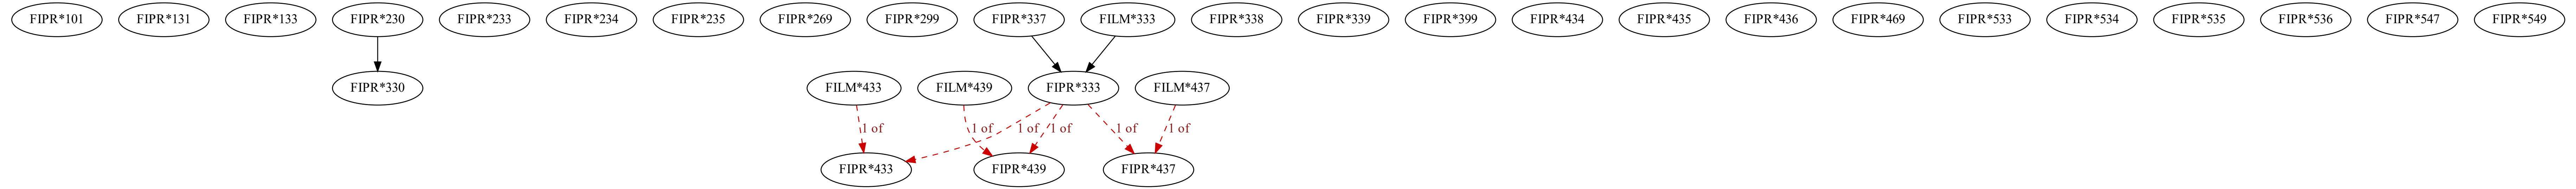 FIPR*101 FIPR*131 FIPR*133 FIPR*230 FIPR*233 FIPR*234 FIPR*235 FIPR*269 FIPR*299 FIPR*337 FILM*333 FIPR*338 FIPR*339 FIPR*399 FIPR*434 FIPR*435 FIPR*436 FIPR*469 FIPR*533 FIPR*534 FIPR*535 FIPR*536 FIPR*547 FIPR*549
FIPR*330 FILM*433 FILM*439 FIPR*333 FILM*437
1 of 1 of 1 of 1 of 1 of 1 of
FIPR*433 FIPR*439 FIPR*437